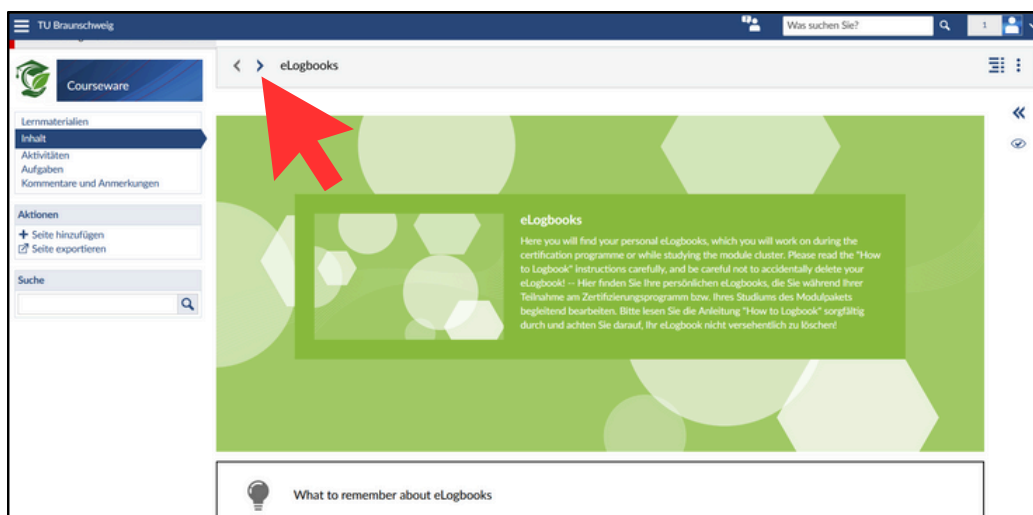 TU Braunschweig
Was suchen Sie?
1
eLogbooks
Courseware
Lernmaterialien
Inhalt
Aktivitäten
Aufgaben
Kommentare und Anmerkungen
Aktionen
Seite hinzufügen
Seite exportieren
Suche
eLogbooks
Here you will find your personal eLogbooks, which you will work on during the
certification programme or while studying the module cluster. Please read the "How
to Logbook" instructions carefully, and be careful not to accidentally delete your
eLogbook! -- Hier finden Sie Ihre persönlichen eLogbooks, die Sie während Ihrer
Teilnahme am Zertifizierungsprogramm bzw. Ihres Studiums des Modulpakets
begleitend bearbeiten. Bitte lesen Sie die Anleitung "How to Logbook" sorgfältig
durch und achten Sie darauf, Ihr eLogbook nicht versehentlich zu löschen!
What to remember about eLogbooks